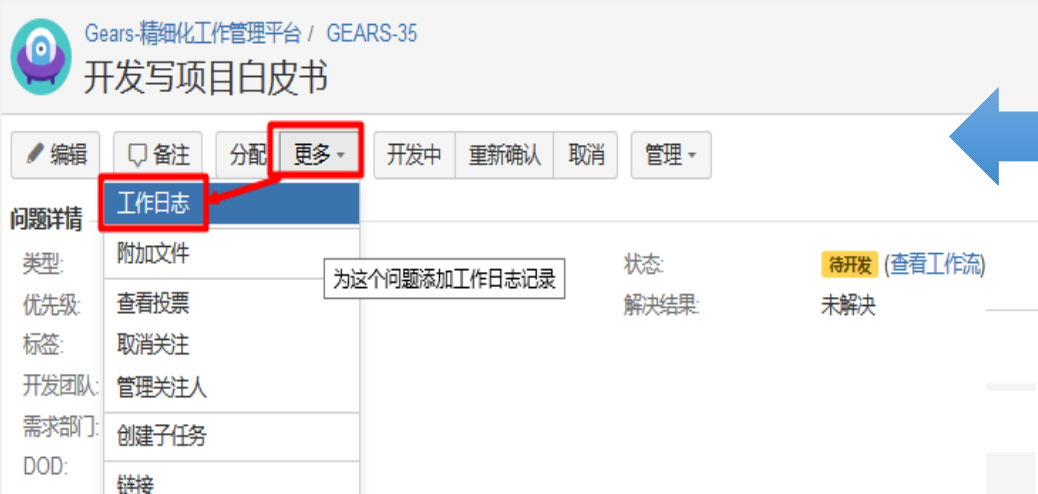 Gears-精细化工作管理平台 / GEARS-35
开发写项目白皮书
编辑 备注 分配 更多 开发中 重新确认 取消 管理
工作日志
问题详情
附加文件
类型: 状态: 待开发 (查看工作流)
为这个问题添加工作日志记录
优先级: 查看投票 解决结果: 未解决
标签: 取消关注
开发团队: 管理关注人
需求部门: 创建子任务
DOD:
链接